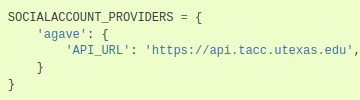 SOCIALACCOUNT_PROVIDERS = {
    'agave': {
        'API_URL': 'https://api.tacc.utexas.edu',
    }
}